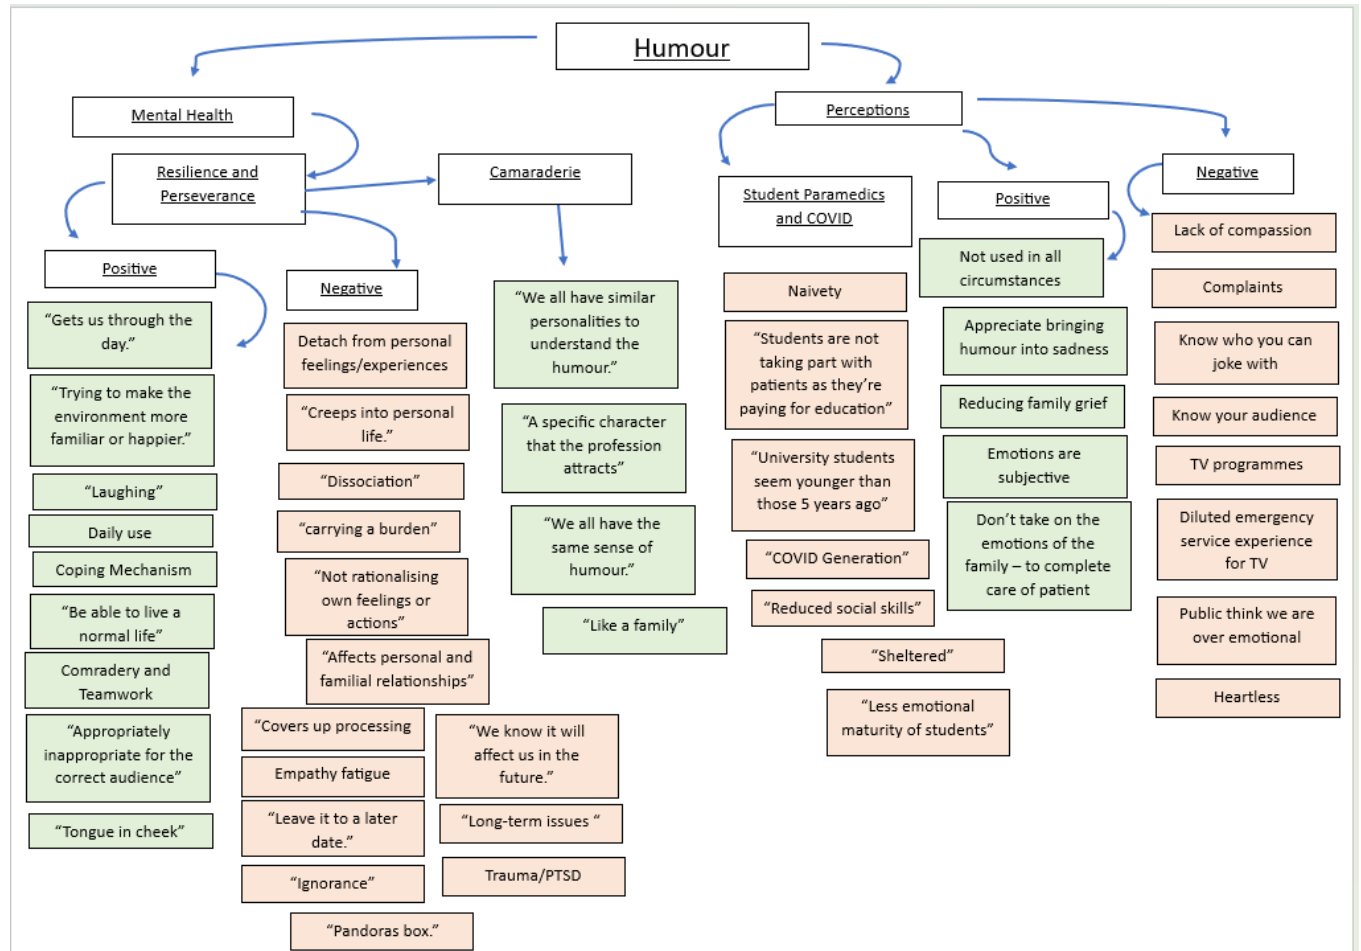 Humour
Mental Health
Resilience and
Perseverance
Camaraderie
Positive
“Gets us through the
day.”
“Trying to make the
environment more
familiar or happier.”
“Laughing”
Daily use
Coping Mechanism
“Be able to live a
normal life”
Comradery and
Teamwork
“Appropriately
inappropriate for the
correct audience”
“Tongue in cheek”
Negative
Detach from personal
feelings/experiences
“Creeps into personal
life.”
“Dissociation”
“carrying a burden”
“Not rationalising
own feelings or
actions”
“Affects personal and
familial relationships”
“Covers up processing
Empathy fatigue
“Leave it to a later
date.”
“Ignorance”
“Pandoras box.”
“We know it will
affect us in the
future.”
“Long-term issues “
Trauma/PTSD
“We all have similar
personalities to
understand the
humour.”
“A specific character
that the profession
attracts”
“We all have the
same sense of
humour.”
“Like a family”
Perceptions
Student Paramedics
and COVID
Naivety
“Students are not
taking part with
patients as they’re
paying for education”
“University students
seem younger than
those 5 years ago”
“COVID Generation”
“Reduced social skills”
“Sheltered”
“Less emotional
maturity of students”
Positive
Not used in all
circumstances
Appreciate bringing
humour into sadness
Reducing family grief
Emotions are
subjective
Don’t take on the
emotions of the
family – to complete
care of patient
Negative
Lack of compassion
Complaints
Know who you can
joke with
Know your audience
TV programmes
Diluted emergency
service experience
for TV
Public think we are
over emotional
Heartless